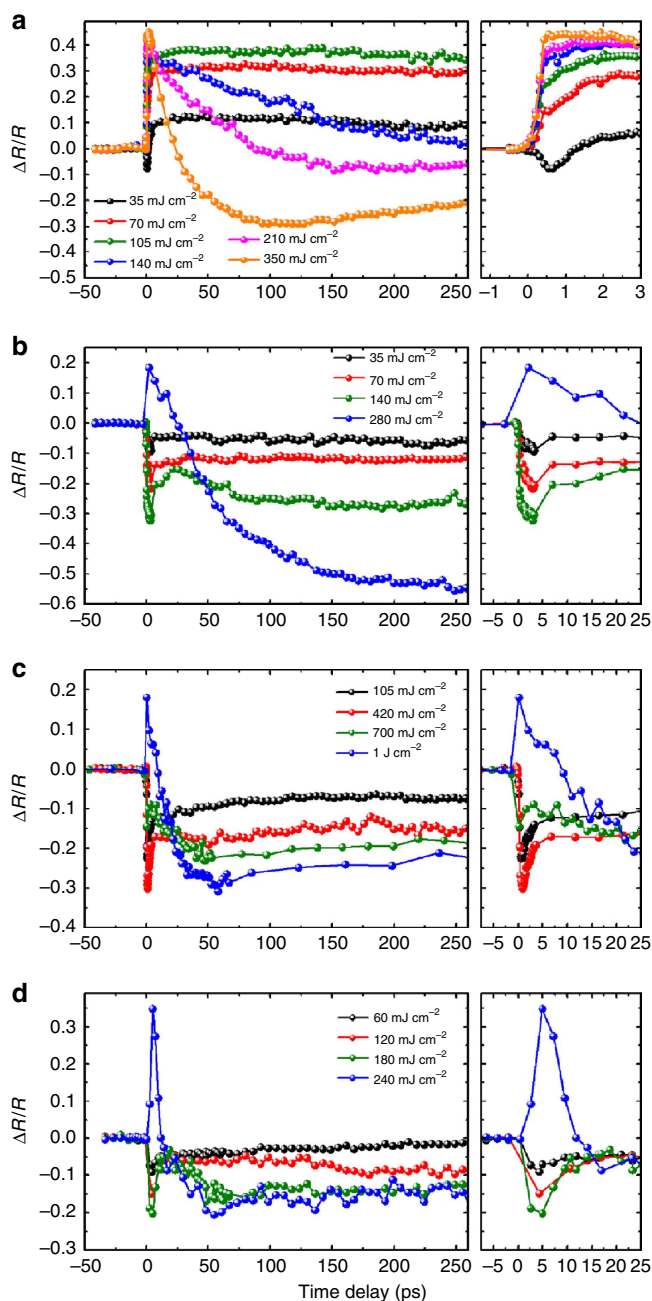 a
0.4
0.3
0.2
0.1
0.0
–0.1
–0.2
–0.3
–0.4
–0.5
ΔR/R
35 mJ cm–2
70 mJ cm–2
105 mJ cm–2
140 mJ cm–2
210 mJ cm–2
350 mJ cm–2
–50 0 50 100 150 200 250
–1 0 1 2 3
b
0.2
0.1
0.0
–0.1
–0.2
–0.3
–0.4
–0.5
–0.6
ΔR/R
35 mJ cm–2
70 mJ cm–2
140 mJ cm–2
280 mJ cm–2
–50 0 50 100 150 200 250
–5 0 5 10 15 20 25
c
0.2
0.1
0.0
–0.1
–0.2
–0.3
–0.4
ΔR/R
105 mJ cm–2
420 mJ cm–2
700 mJ cm–2
1 J cm–2
–50 0 50 100 150 200 250
–5 0 5 10 15 20 25
d
0.3
0.2
0.1
0.0
–0.1
–0.2
–0.3
ΔR/R
60 mJ cm–2
120 mJ cm–2
180 mJ cm–2
240 mJ cm–2
–50 0 50 100 150 200 250
–5 0 5 10 15 20 25
Time delay (ps)